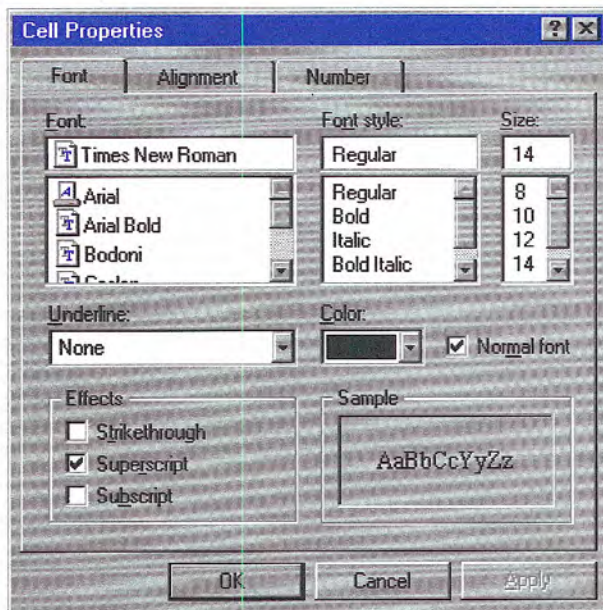 Cell Properties
Font Alignment Number
Font: Font style: Size:
Times New Roman Regular 14
Arial Regular 8
Arial Bold Bold 10
Bodoni Italic 12
Bold Italic 14
Underline: Color:
None Normal font
Effects Sample
Strikethrough
Superscript AaBbCcYyZz
Subscript
OK Cancel Apply